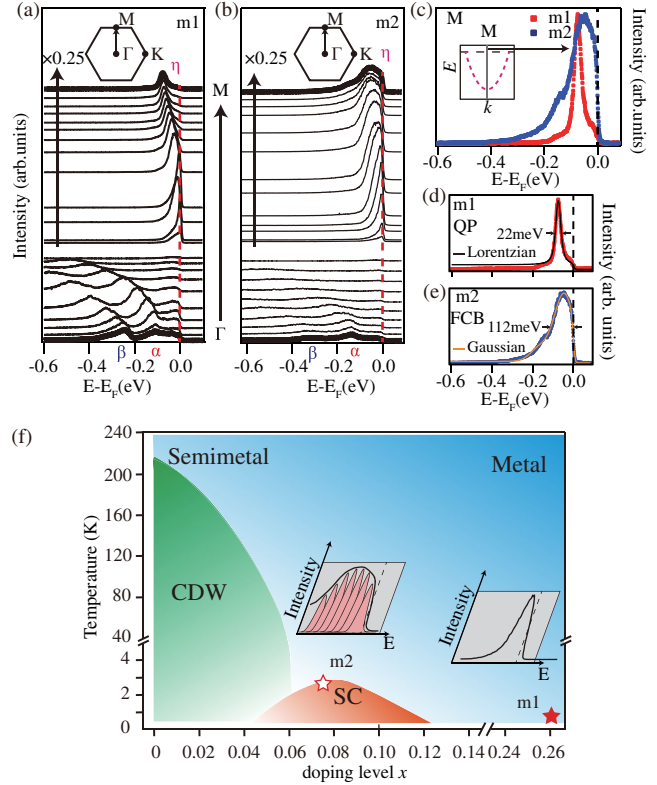 (a)
M
m1
Γ
K
×0.25
η
Intensity (arb.units)
-0.6
-0.4
-0.2
0.0
β
α
E-E_F(eV)
(b)
M
m2
Γ
K
×0.25
η
M
Γ
-0.6
-0.4
-0.2
0.0
β
α
E-E_F(eV)
(c)
M
m1
m2
M
E
k
Intensity (arb.units)
-0.6
-0.4
-0.2
0.0
E-E_F(eV)
(d)
m1
QP
22meV
Lorentzian
(e)
m2
FCB
112meV
Gaussian
Intensity (arb. units)
-0.6
-0.4
-0.2
0.0
E-E_F(eV)
(f)
240
200
160
120
80
40
4
2
0
Temperature (K)
Semimetal
Metal
CDW
Intensity
E
Intensity
E
m2
SC
m1
0
0.02
0.04
0.06
0.08
0.10
0.12
0.24
0.26
doping level x